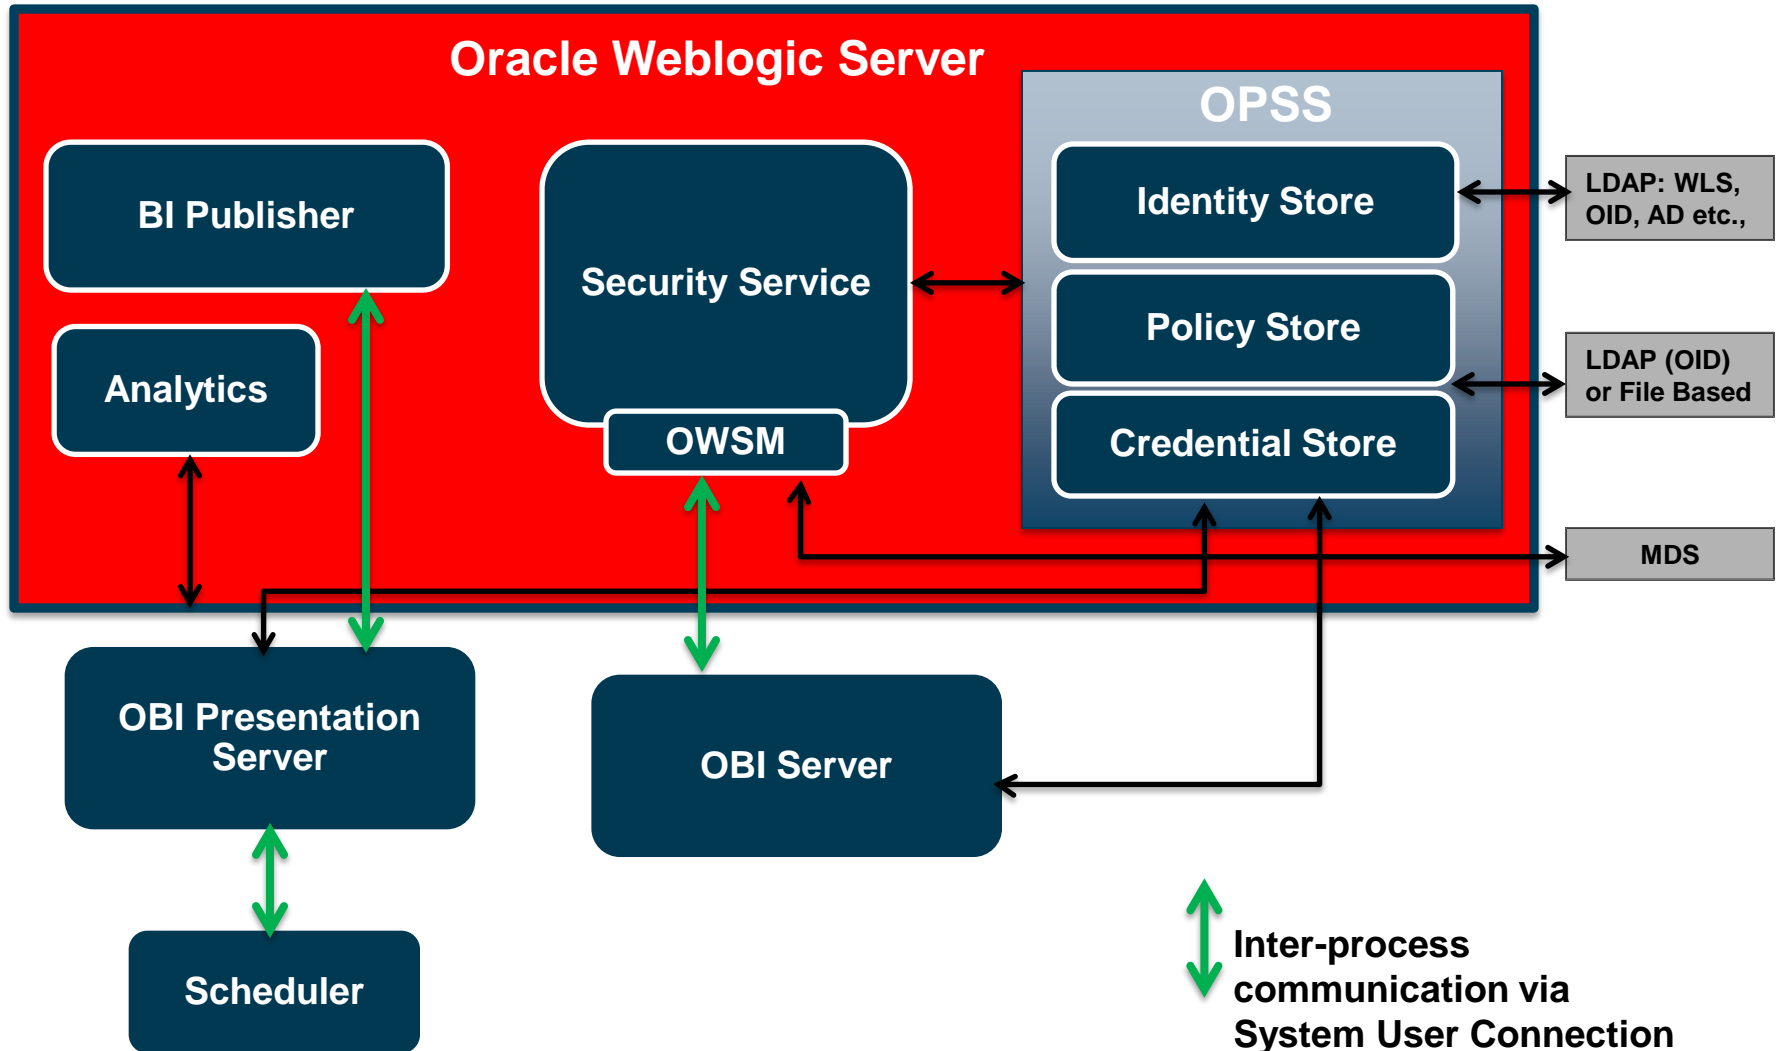 Oracle Weblogic Server
OPSS
BI Publisher
Security Service
Identity Store
LDAP: WLS,
OID, AD etc.,
Policy Store
Analytics
LDAP (OID)
or File Based
OWSM
Credential Store
MDS
OBI Presentation
Server
OBI Server
Scheduler
Inter-process
communication via
System User Connection